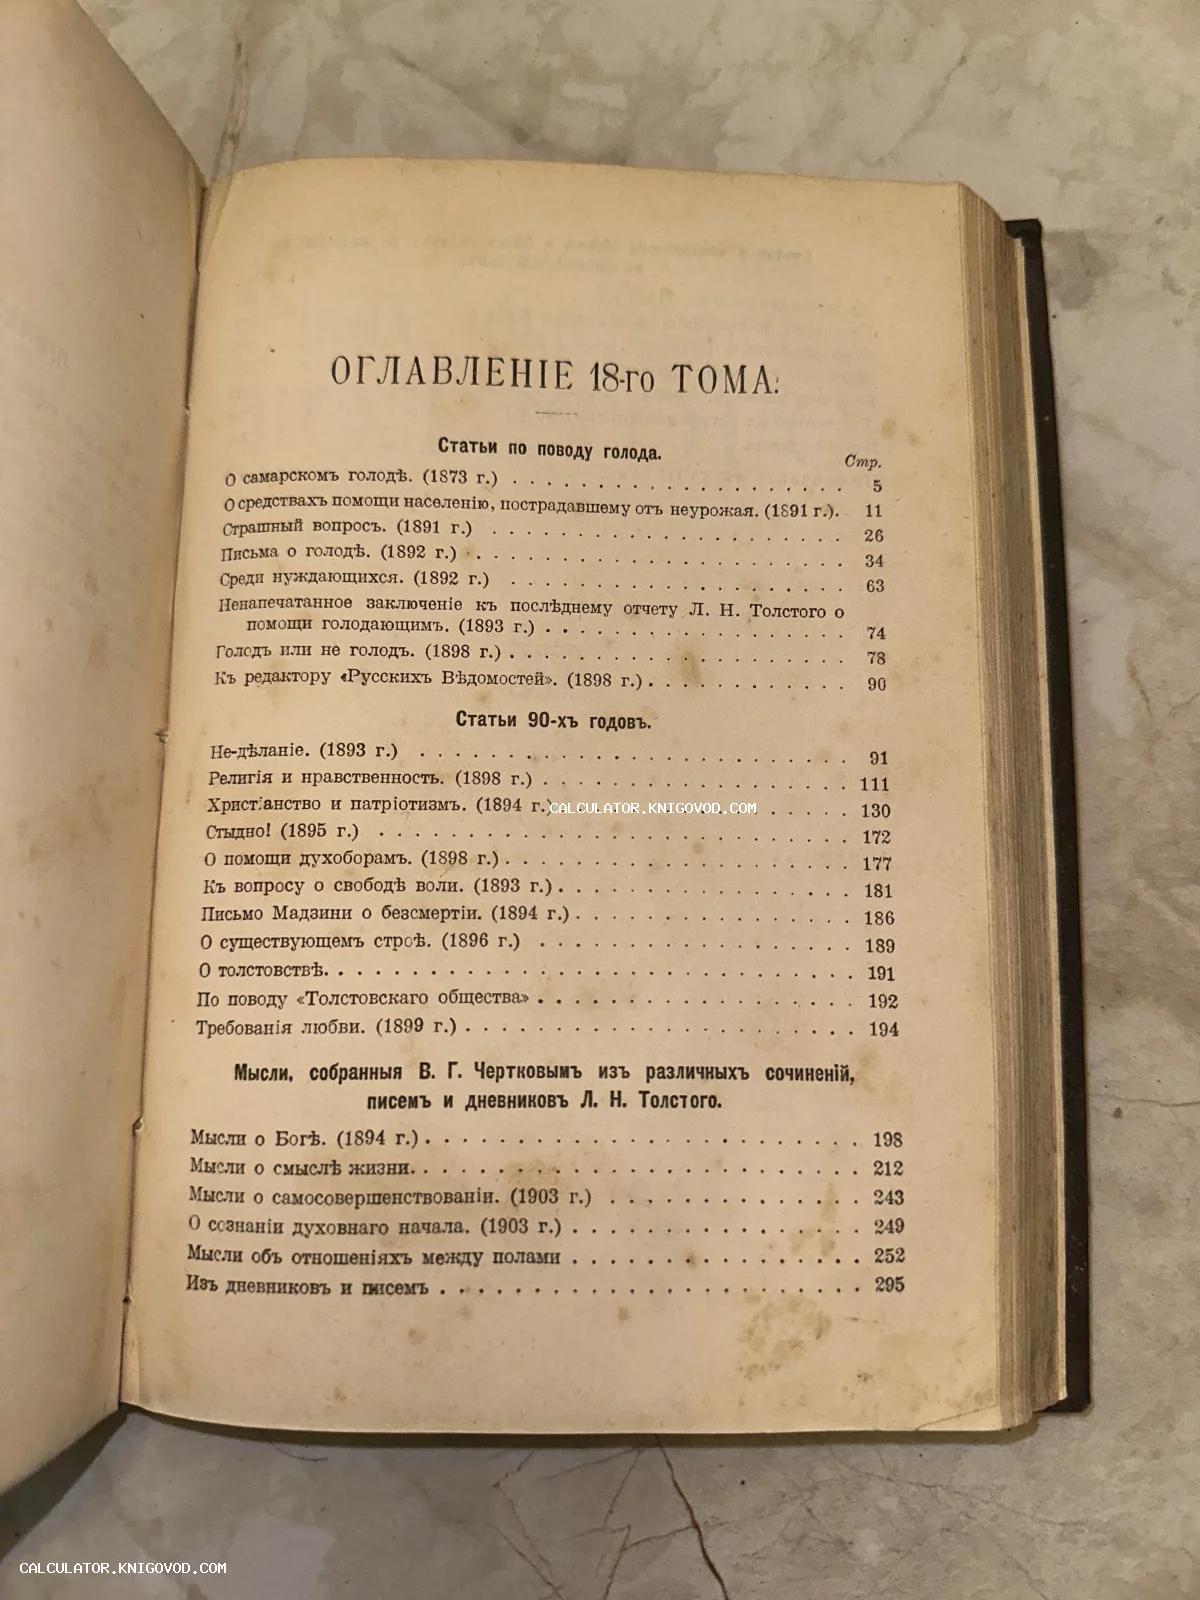 ОГЛАВЛЕНІЕ 18-го ТОМА.
Статьи по поводу голода.
Стр.
О самарскомъ голодѣ. (1873 г.) . . . . . . . . . . . . . . . . . . 5
О средствахъ помощи населенію, пострадавшему отъ неурожая. (1891 г.). 11
Страшный вопросъ. (1891 г.) . . . . . . . . . . . . . . . . . . . 26
Письма о голодѣ. (1892 г.) . . . . . . . . . . . . . . . . . . . . 34
Среди нуждающихся. (1892 г.) . . . . . . . . . . . . . . . . . . 63
Ненапечатанное заключеніе къ послѣднему отчету Л. Н. Толстого о
помощи голодающимъ. (1893 г.) . . . . . . . . . . . . . . . . 74
Голодъ или не голодъ. (1898 г.) . . . . . . . . . . . . . . . . . . 78
Къ редактору «Русскихъ Вѣдомостей». (1898 г.) . . . . . . . . . . . 90
Статьи 90-хъ годовъ.
Не-дѣланіе. (1893 г.) . . . . . . . . . . . . . . . . . . . . . . . 91
Религія и нравственность. (1898 г.) . . . . . . . . . . . . . . . . 111
Христіанство и патріотизмъ. (1894 г.) . . . . . . . . . . . . . . . 130
CALCULATOR.KNIGOVOD.COM
Стыдно! (1895 г.) . . . . . . . . . . . . . . . . . . . . . . . . . 172
О помощи духоборамъ. (1898 г.) . . . . . . . . . . . . . . . . . . 177
Къ вопросу о свободѣ воли. (1893 г.) . . . . . . . . . . . . . . . 181
Письмо Мадзини о безсмертіи. (1894 г.) . . . . . . . . . . . . . . 186
О существующемъ строѣ. (1896 г.) . . . . . . . . . . . . . . . . . 189
О толстовствѣ. . . . . . . . . . . . . . . . . . . . . . . . . . . 191
По поводу «Толстовскаго общества» . . . . . . . . . . . . . . . . . 192
Требованія любви. (1899 г.) . . . . . . . . . . . . . . . . . . . . 194
Мысли, собранныя В. Г. Чертковымъ изъ различныхъ сочиненій,
писемъ и дневниковъ Л. Н. Толстого.
Мысли о Богѣ. (1894 г.) . . . . . . . . . . . . . . . . . . . . . . 198
Мысли о смыслѣ жизни. . . . . . . . . . . . . . . . . . . . . . . . 212
Мысли о самосовершенствованіи. (1903 г.) . . . . . . . . . . . . . 243
О сознаніи духовнаго начала. (1903 г.) . . . . . . . . . . . . . . 249
Мысли объ отношеніяхъ между полами . . . . . . . . . . . . . . . . 252
Изъ дневниковъ и писемъ . . . . . . . . . . . . . . . . . . . . . . 295
CALCULATOR.KNIGOVOD.COM